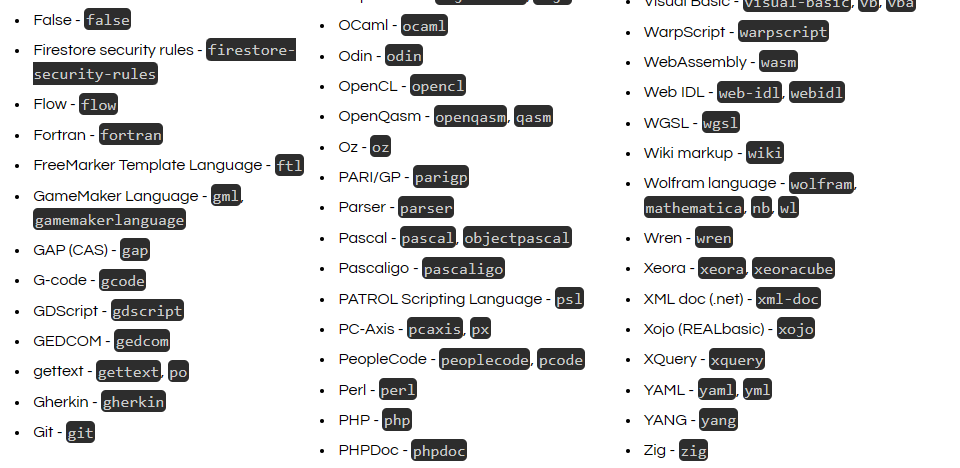 False - false
Firestore security rules - firestore-
security-rules
Flow - flow
Fortran - fortran
FreeMarker Template Language - ftl
GameMaker Language - gml,
gamemakerlanguage
GAP (CAS) - gap
G-code - gcode
GDScript - gdscript
GEDCOM - gedcom
gettext - gettext, po
Gherkin - gherkin
Git - git
OCaml - ocaml
Odin - odin
OpenCL - opencl
OpenQasm - openqasm, qasm
Oz - oz
PARI/GP - parigp
Parser - parser
Pascal - pascal, objectpascal
Pascaligo - pascaligo
PATROL Scripting Language - psl
PC-Axis - pcaxis, px
PeopleCode - peoplecode, pcode
Perl - perl
PHP - php
PHPDoc - phpdoc
Visual Basic - visual-basic, vb, vba
WarpScript - warpscript
WebAssembly - wasm
Web IDL - web-idl, webidl
WGSL - wgsl
Wiki markup - wiki
Wolfram language - wolfram,
mathematica, nb, wl
Wren - wren
Xeora - xeora, xeoracube
XML doc (.net) - xml-doc
Xojo (REALbasic) - xojo
XQuery - xquery
YAML - yaml, yml
YANG - yang
Zig - zig